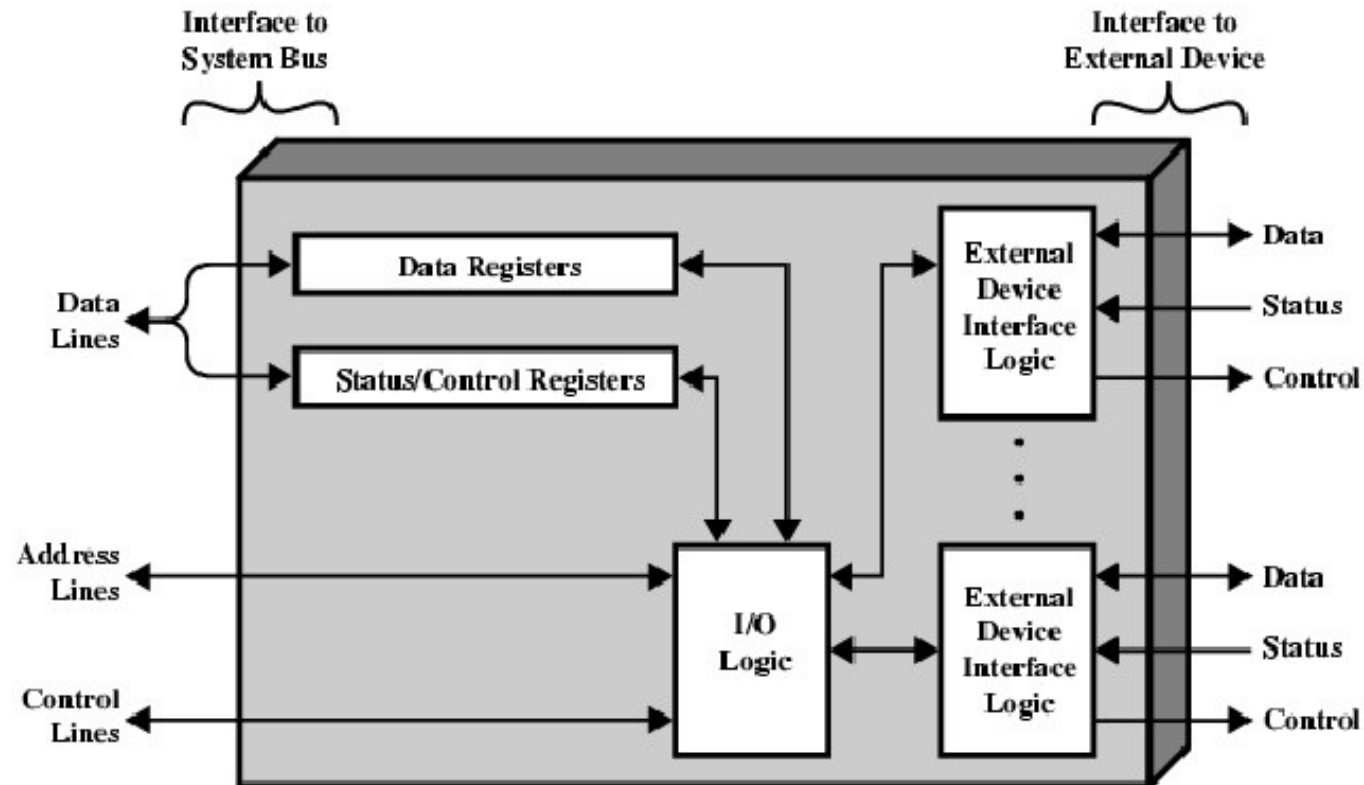 Interface to
System Bus
Interface to
External Device
Data Registers
Status/Control Registers
Data
Lines
Address
Lines
Control
Lines
I/O
Logic
External
Device
Interface
Logic
Data
Status
Control
External
Device
Interface
Logic
Data
Status
Control